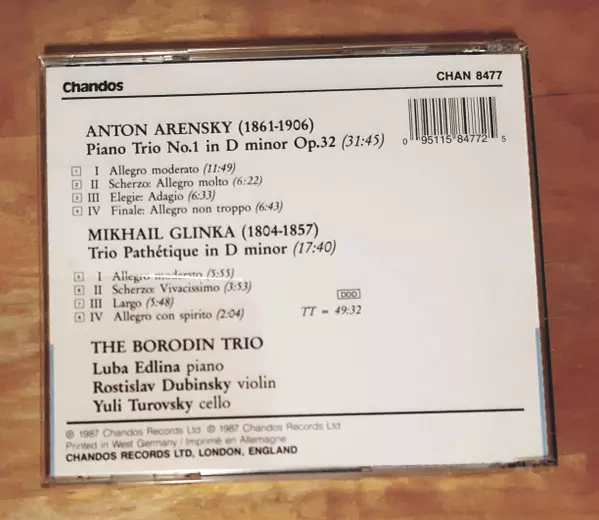 Chandos
CHAN 8477
0 95115 84772 5
ANTON ARENSKY (1861-1906)
Piano Trio No.1 in D minor Op.32 (31:45)
1 I Allegro moderato (11:49)
2 II Scherzo: Allegro molto (6:22)
3 III Elegie: Adagio (6:33)
4 IV Finale: Allegro non troppo (6:43)
MIKHAIL GLINKA (1804-1857)
Trio Pathétique in D minor (17:40)
5 I Allegro moderato (5:55)
6 II Scherzo: Vivacissimo (3:53)
7 III Largo (5:48)
8 IV Allegro con spirito (2:04)
DDD
TT = 49:32
THE BORODIN TRIO
Luba Edlina piano
Rostislav Dubinsky violin
Yuli Turovsky cello
℗ 1987 Chandos Records Ltd © 1987 Chandos Records Ltd
Printed in West Germany / Imprimé en Allemagne
CHANDOS RECORDS LTD, LONDON, ENGLAND